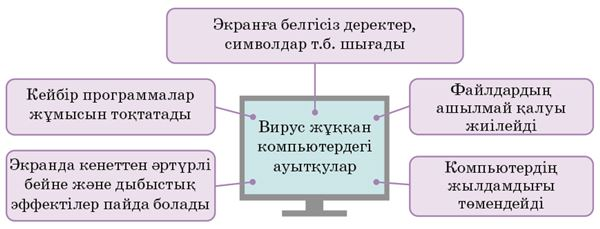 Экранға белгісіз деректер,
символдар т.б. шығады
Кейбір программалар
жұмысын тоқтатады
Файлдардың
ашылмай қалуы
жиілейді
Вирус жұққан
компьютердегі
ауытқулар
Экранда кенеттен әртүрлі
бейне және дыбыстық
эффектілер пайда болады
Компьютердің
жылдамдығы
төмендейді